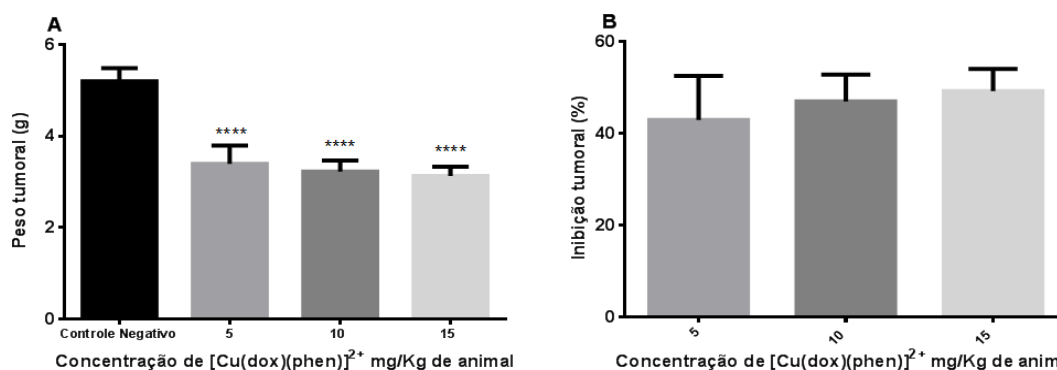 A
6
4
2
0
Peso tumoral (g)
****
****
****
Controle Negativo
5
10
15
Concentração de [Cu(dox)(phen)]²⁺ mg/Kg de animal
B
60
40
20
0
Inibição tumoral (%)
5
10
15
Concentração de [Cu(dox)(phen)]²⁺ mg/Kg de anim